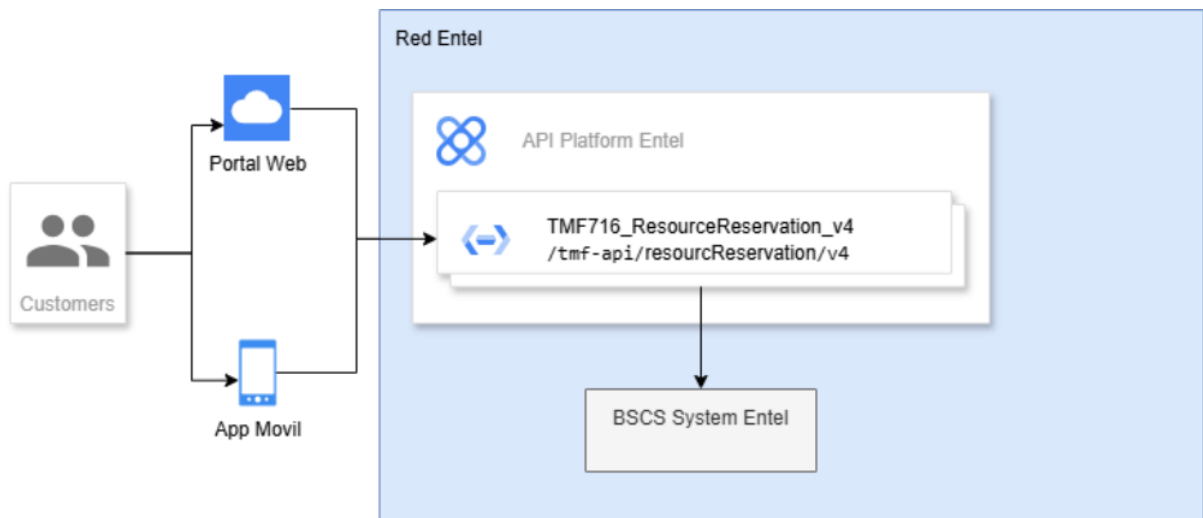 Red Entel
API Platform Entel
Portal Web
TMF716_ResourceReservation_v4
/tmf-api/resourcReservation/v4
Customers
App Movil
BSCS System Entel